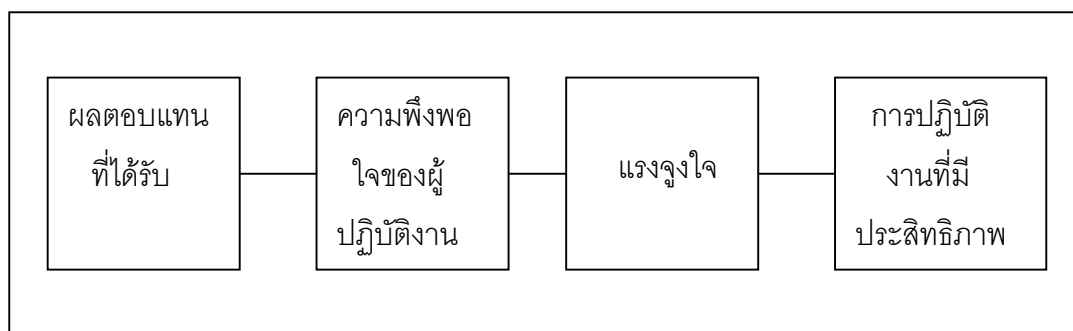 ผลตอบแทน
ที่ได้รับ
ความพึงพอ
ใจของผู้
ปฏิบัติงาน
แรงจูงใจ
การปฏิบัติ
งานที่มี
ประสิทธิภาพ